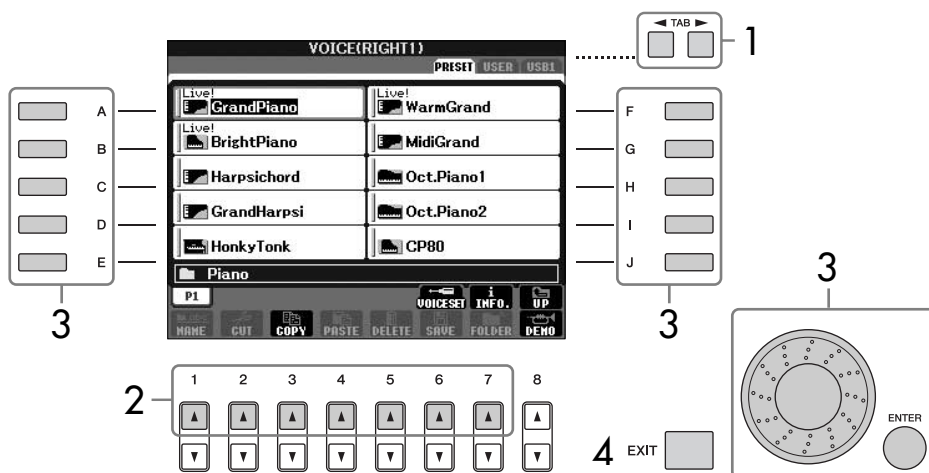 ◄ TAB ►
1
VOICE(RIGHT1)
PRESET USER USB1
A
B
C
D
E
3
Live!
GrandPiano
Live!
BrightPiano
Harpsichord
GrandHarpsi
HonkyTonk
Live!
WarmGrand
MidiGrand
Oct.Piano1
Oct.Piano2
CP80
Piano
P1
VOICESET INFO. UP
NAME CUT COPY PASTE DELETE SAVE FOLDER DEMO
F
G
H
I
J
3
3
ENTER
2
1 2 3 4 5 6 7 8
4 EXIT